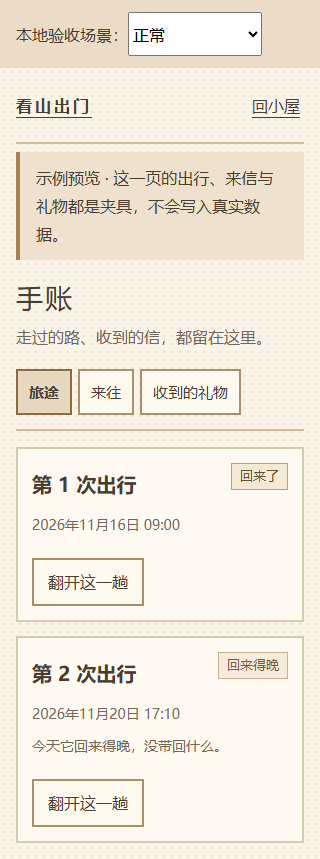 本地验收场景： 正常
看山出门 回小屋
示例预览 · 这一页的出行、来信与
礼物都是夹具，不会写入真实数
据。
手账
走过的路、收到的信，都留在这里。
旅途 来往 收到的礼物
第 1 次出行 回来了
2026年11月16日 09:00
翻开这一趟
第 2 次出行 回来得晚
2026年11月20日 17:10
今天它回来得晚，没带回什么。
翻开这一趟